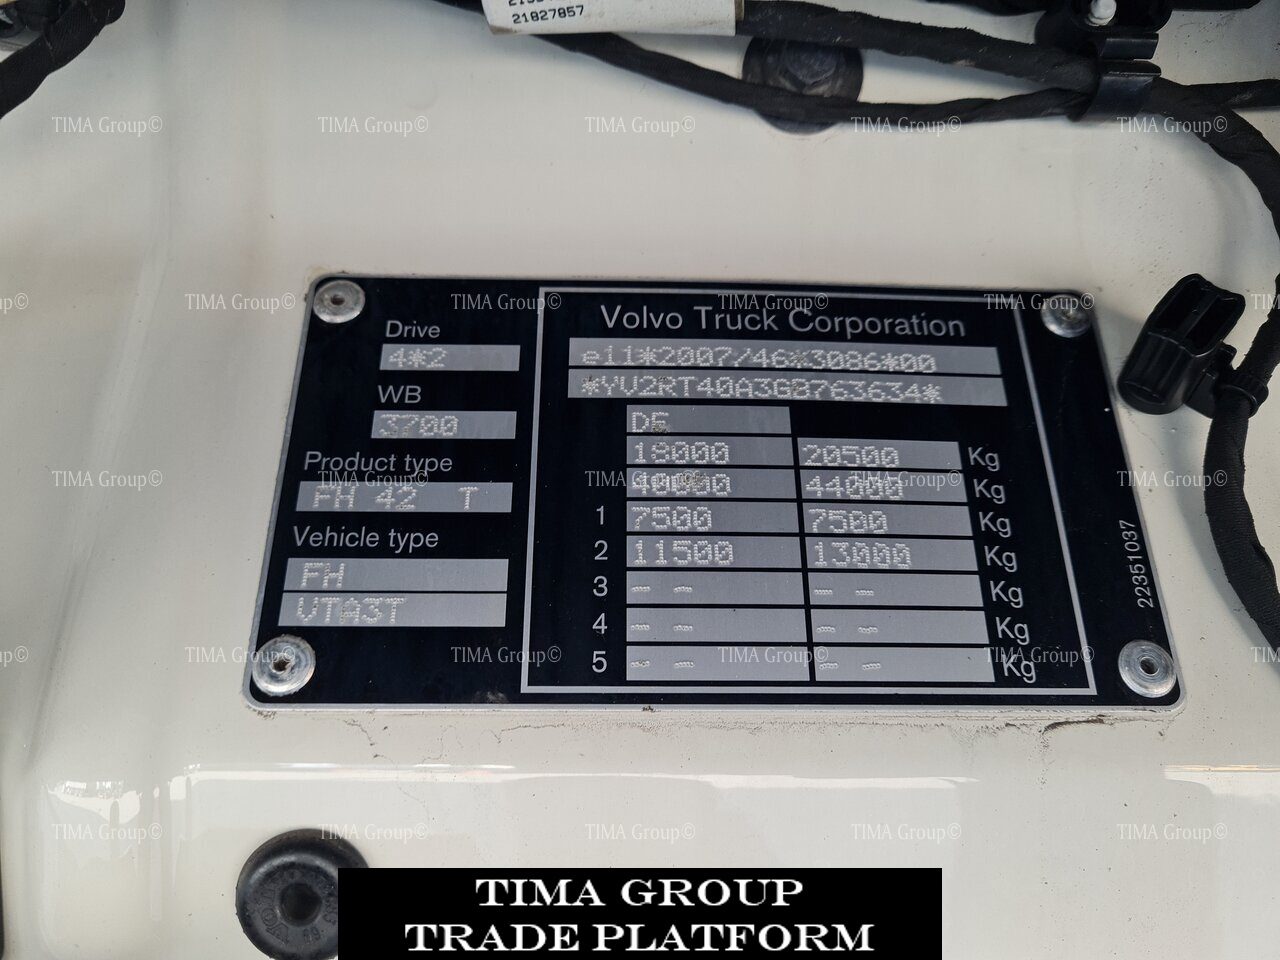 21827857
Volvo Truck Corporation
Drive
4*2
WB
3700
Product type
FH 42 T
Vehicle type
FH
VTA3T
e11*2007/46*3086*00
*YV2RT40A3GB763634*
DE
18000 20500 Kg
40000 44000 Kg
1 7500 7500 Kg
2 11500 13000 Kg
3 -- -- -- -- Kg
4 -- -- -- -- Kg
5 -- -- -- -- Kg
22351037
TIMA Group©
TIMA GROUP
TRADE PLATFORM